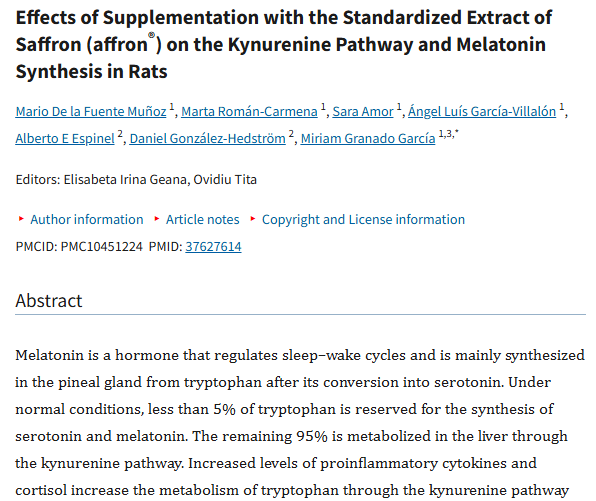 Effects of Supplementation with the Standardized Extract of
Saffron (affron®) on the Kynurenine Pathway and Melatonin
Synthesis in Rats
Mario De la Fuente Muñoz 1, Marta Román-Carmena 1, Sara Amor 1, Ángel Luís García-Villalón 1,
Alberto E Espinel 2, Daniel González-Hedström 2, Miriam Granado García 1,3,*
Editors: Elisabeta Irina Geana, Ovidiu Tita
▸ Author information ▸ Article notes ▸ Copyright and License information
PMCID: PMC10451224 PMID: 37627614
Abstract
Melatonin is a hormone that regulates sleep–wake cycles and is mainly synthesized
in the pineal gland from tryptophan after its conversion into serotonin. Under
normal conditions, less than 5% of tryptophan is reserved for the synthesis of
serotonin and melatonin. The remaining 95% is metabolized in the liver through
the kynurenine pathway. Increased levels of proinflammatory cytokines and
cortisol increase the metabolism of tryptophan through the kynurenine pathway